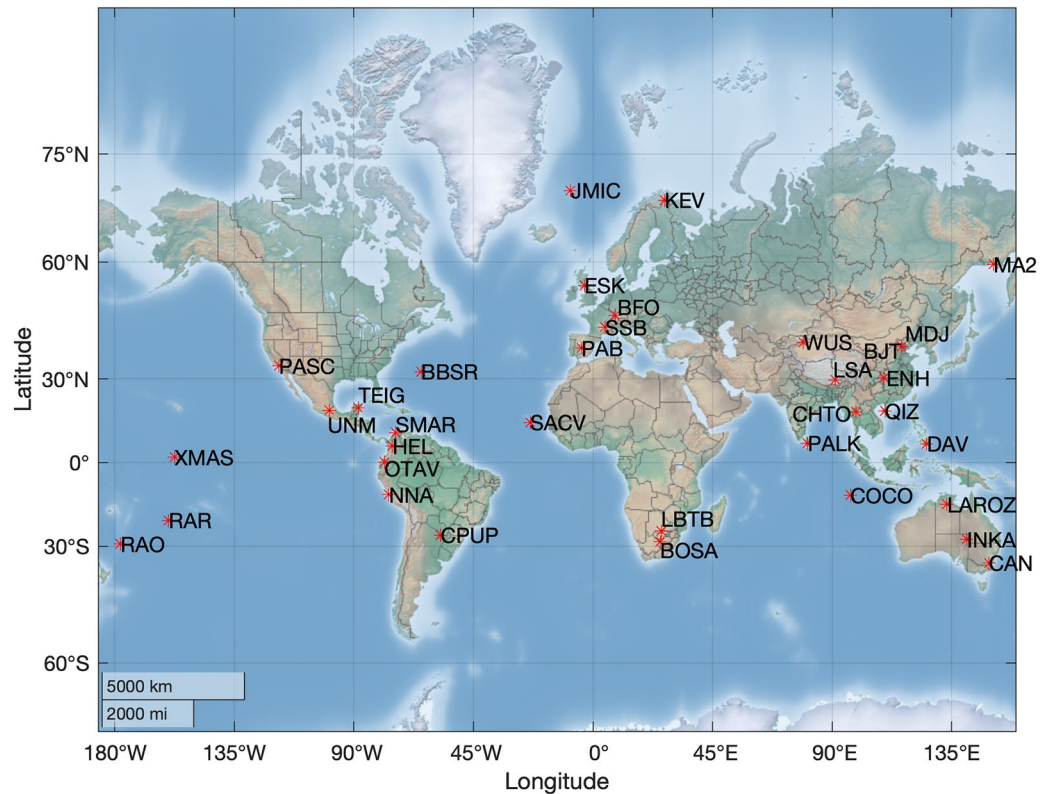 75°N
JMIC
KEV
60°N
MA2
ESK
BFO
SSB
PAB
WUS
MDJ
BJT
PASC
BBSR
LSA
ENH
30°N
TEIG
UNM
SMAR
SACV
CHTO
QIZ
HEL
PALK
DAV
XMAS
0°
OTAV
NNA
COCO
LAROZ
RAR
LBTB
CPUP
INKA
RAO
30°S
BOSA
CAN
60°S
5000 km
2000 mi
180°W
135°W
90°W
45°W
0°
45°E
90°E
135°E
Longitude
Latitude